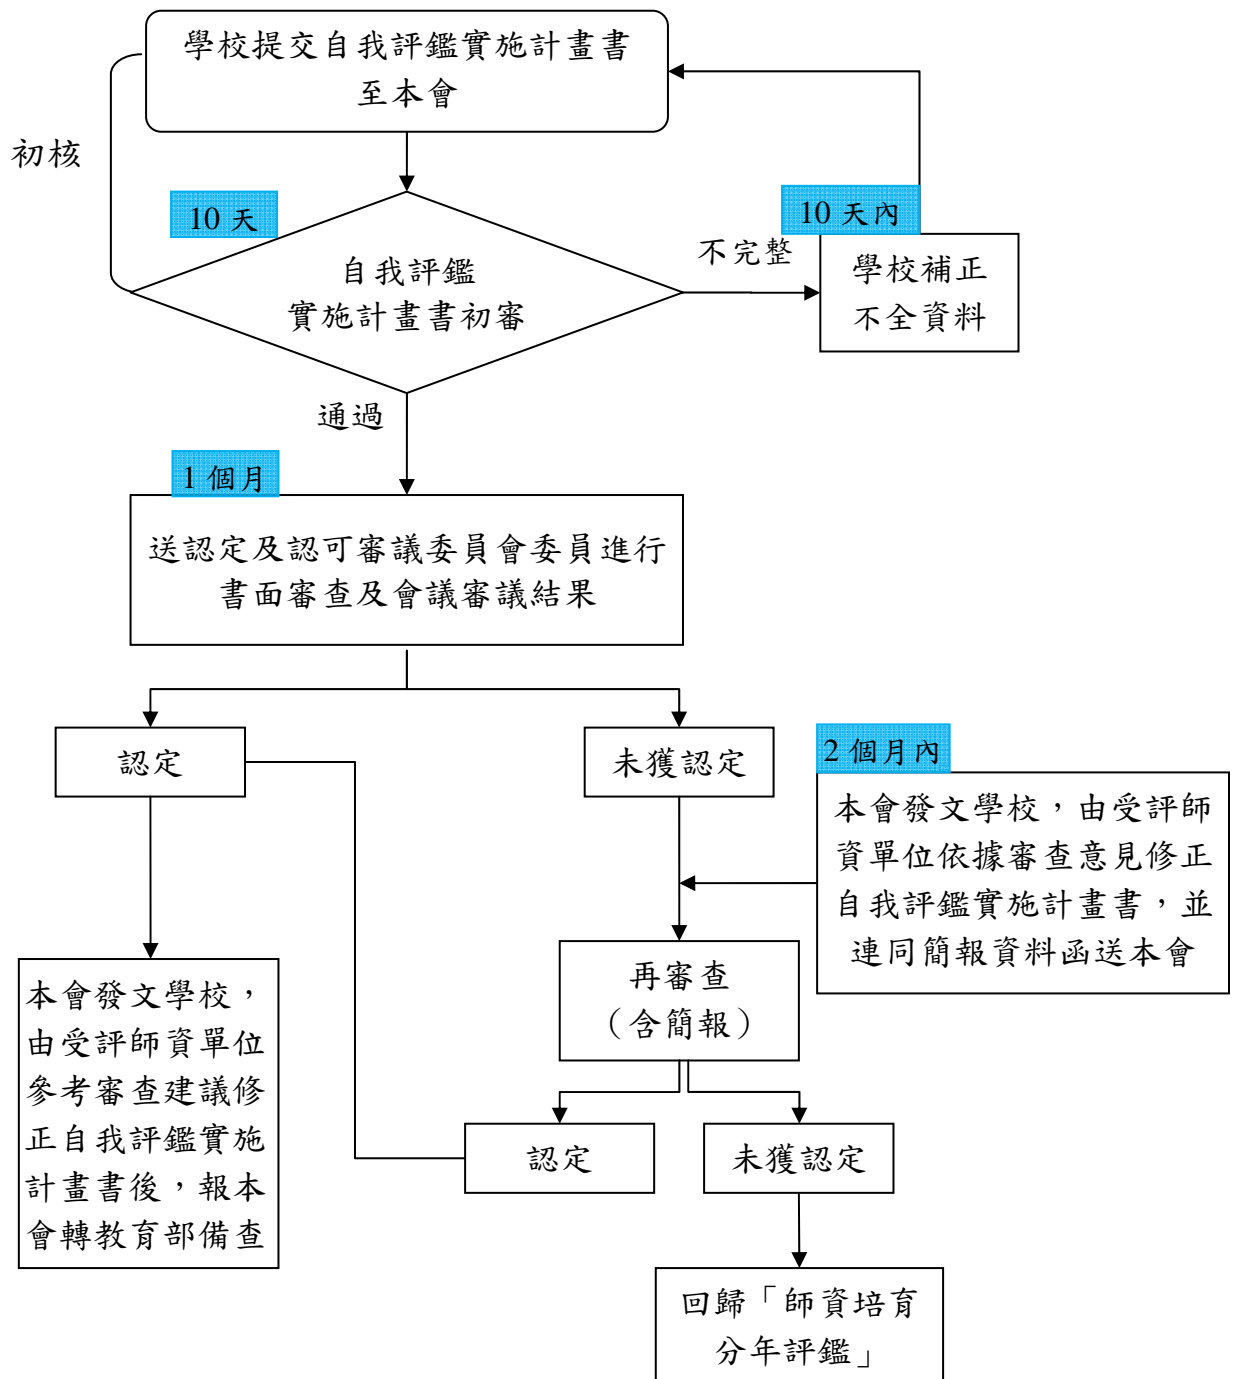 學校提交自我評鑑實施計畫書
至本會
初核
10 天
自我評鑑
實施計畫書初審
不完整
10 天內
學校補正
不全資料
通過
1 個月
送認定及認可審議委員會委員進行
書面審查及會議審議結果
認定
未獲認定
2 個月內
本會發文學校，由受評師
資單位依據審查意見修正
自我評鑑實施計畫書，並
連同簡報資料函送本會
再審查
（含簡報）
本會發文學校，
由受評師資單位
參考審查建議修
正自我評鑑實施
計畫書後，報本
會轉教育部備查
認定
未獲認定
回歸「師資培育
分年評鑑」